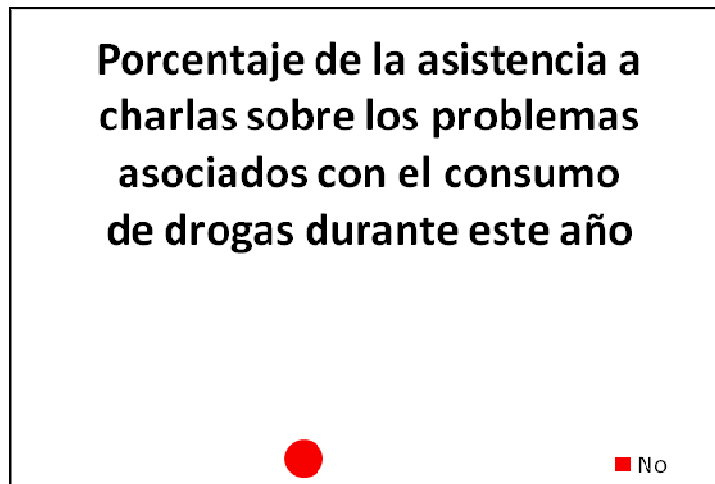 Porcentaje de la asistencia a
charlas sobre los problemas
asociados con el consumo
de drogas durante este año
No